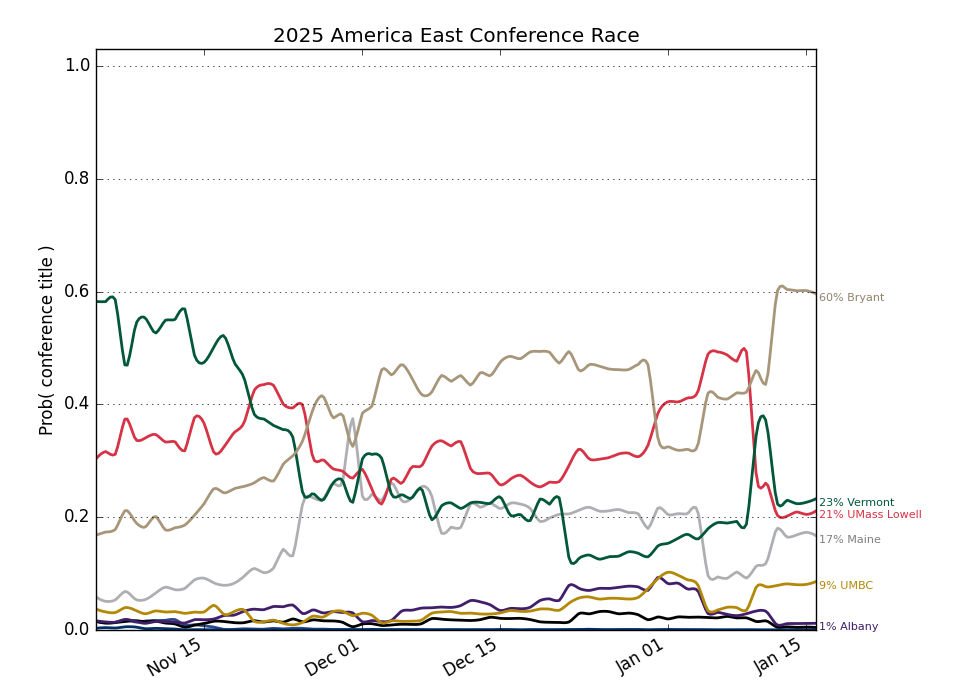 2025 America East Conference Race
Prob( conference title )
1.0
0.8
0.6
0.4
0.2
0.0
60% Bryant
23% Vermont
21% UMass Lowell
17% Maine
9% UMBC
1% Albany
Nov 15
Dec 01
Dec 15
Jan 01
Jan 15